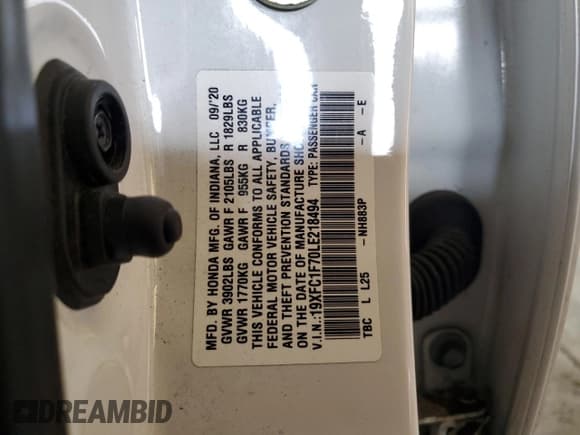 MFD. BY HONDA MFG. OF INDIANA, LLC 09/'20
GVWR 3902LBS GAWR F 2105LBS R 1829LBS
GVWR 1770KG GAWR F 955KG R 830KG
THIS VEHICLE CONFORMS TO ALL APPLICABLE
FEDERAL MOTOR VEHICLE SAFETY, BUMPER,
AND THEFT PREVENTION STANDARDS
ON THE DATE OF MANUFACTURE SHO
V.I.N.:19XFC1F70LE218494 TYPE: PASSENGER CAR
TBC L L25 -NH883P -A -E
DREAMBID